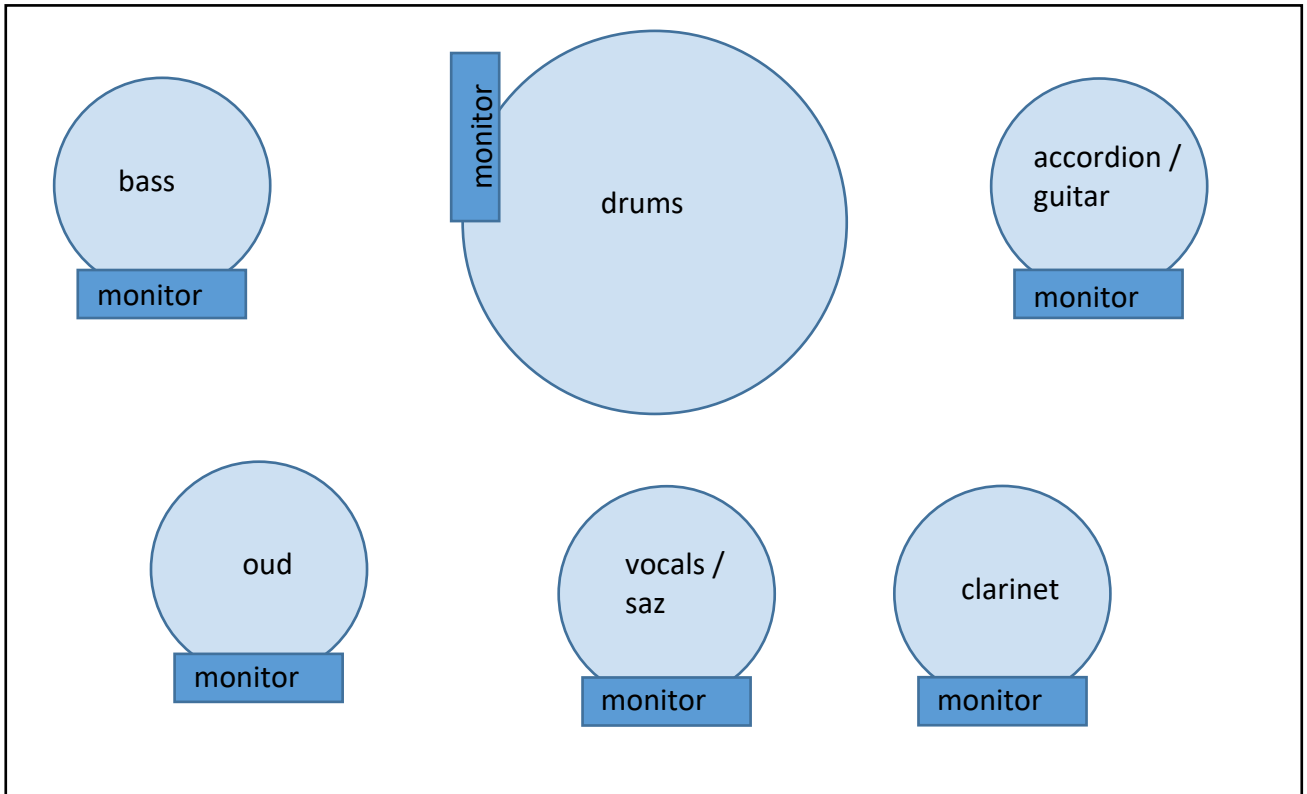 bass
monitor
monitor
drums
accordion /
guitar
monitor
oud
monitor
vocals /
saz
monitor
clarinet
monitor